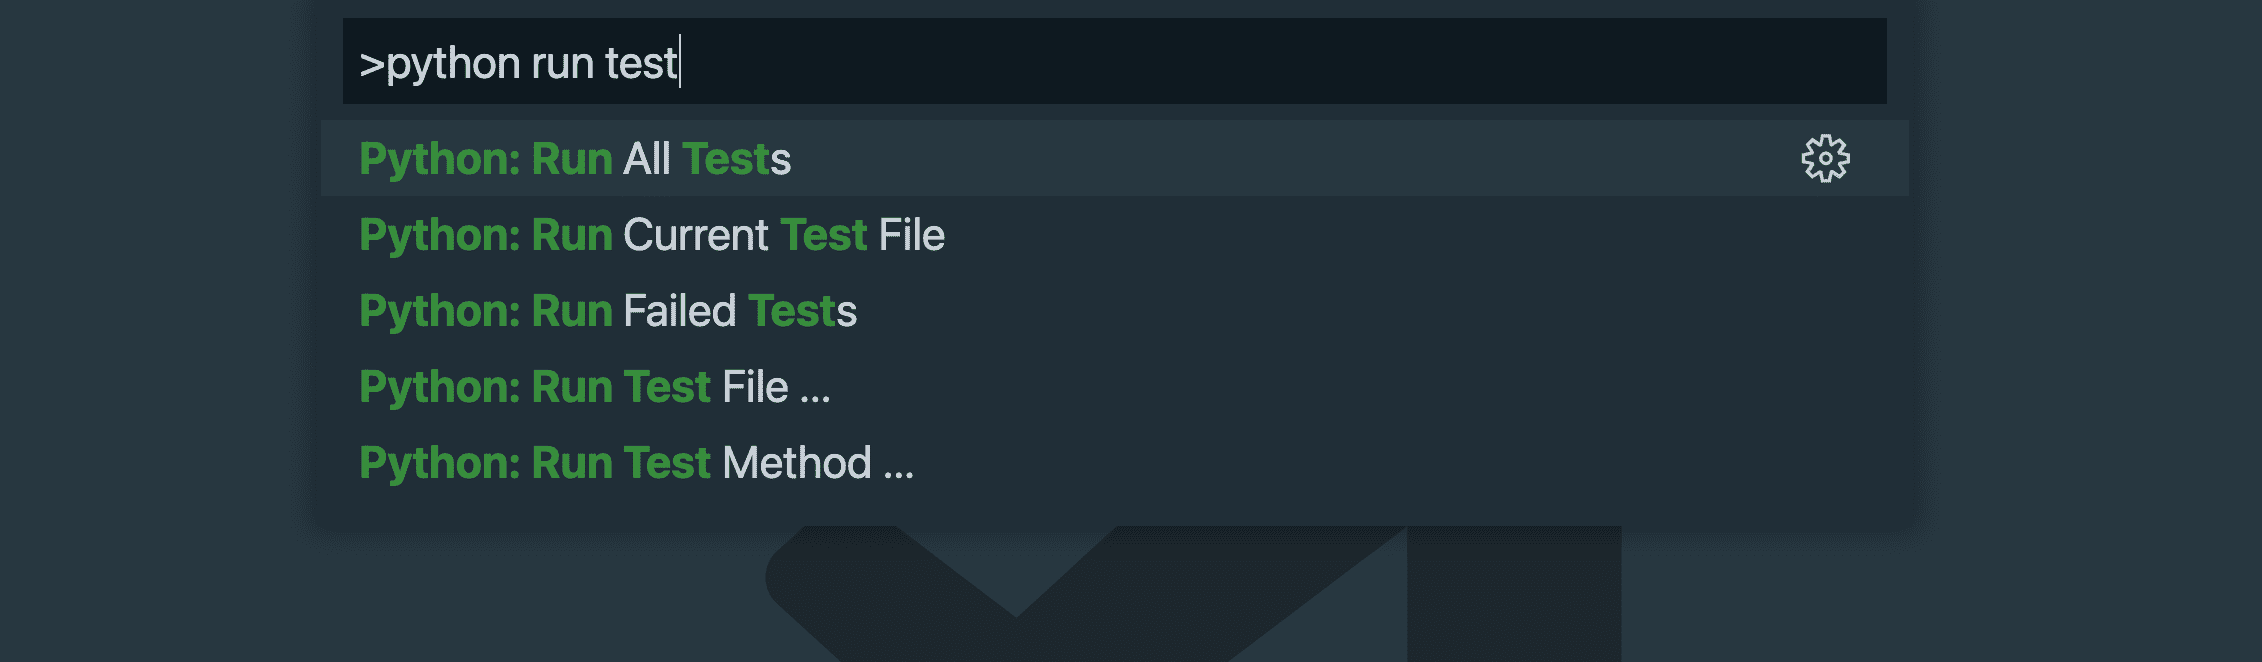 >python run test
Python: Run All Tests
Python: Run Current Test File
Python: Run Failed Tests
Python: Run Test File ...
Python: Run Test Method ...